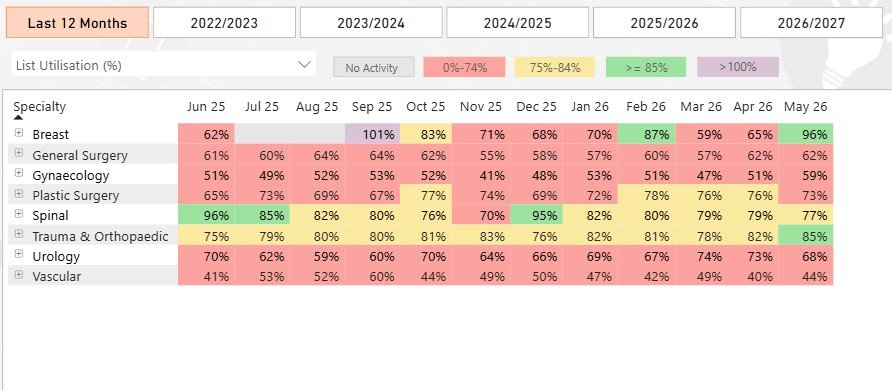 Last 12 Months 2022/2023 2023/2024 2024/2025 2025/2026 2026/2027
List Utilisation (%) No Activity 0%-74% 75%-84% >= 85% >100%
Specialty Jun 25 Jul 25 Aug 25 Sep 25 Oct 25 Nov 25 Dec 25 Jan 26 Feb 26 Mar 26 Apr 26 May 26
Breast 62% 101% 83% 71% 68% 70% 87% 59% 65% 96%
General Surgery 61% 60% 64% 64% 62% 55% 58% 57% 60% 57% 62% 62%
Gynaecology 51% 49% 52% 53% 52% 41% 48% 53% 51% 47% 51% 59%
Plastic Surgery 65% 73% 69% 67% 77% 74% 69% 72% 78% 76% 76% 73%
Spinal 96% 85% 82% 80% 76% 70% 95% 82% 80% 79% 79% 77%
Trauma & Orthopaedic 75% 79% 80% 80% 81% 83% 76% 82% 81% 78% 82% 85%
Urology 70% 62% 59% 60% 70% 64% 66% 69% 67% 74% 73% 68%
Vascular 41% 53% 52% 60% 44% 49% 50% 47% 42% 49% 40% 44%